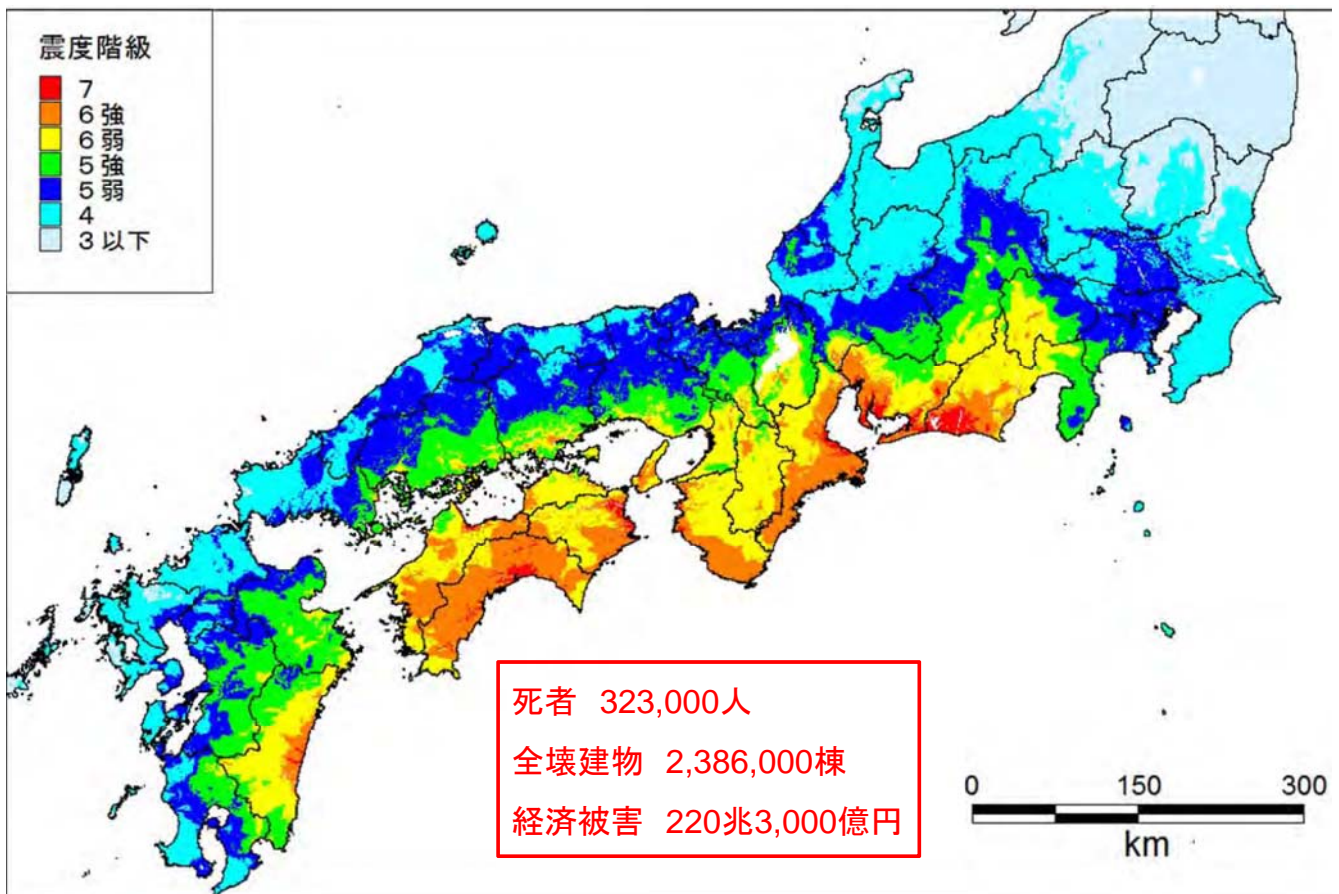 震度階級
7
6強
6弱
5強
5弱
4
3以下
死者 323,000人
全壊建物 2,386,000棟
経済被害 220兆3,000億円
0 150 300
km